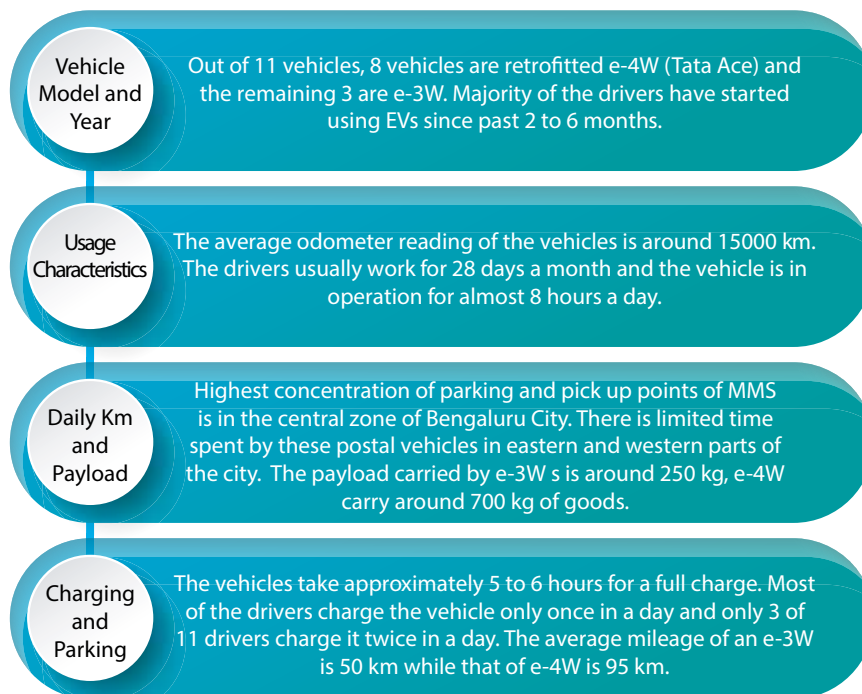 Vehicle
Model and
Year
Out of 11 vehicles, 8 vehicles are retrofitted e-4W (Tata Ace) and
the remaining 3 are e-3W. Majority of the drivers have started
using EVs since past 2 to 6 months.
Usage
Characteristics
The average odometer reading of the vehicles is around 15000 km.
The drivers usually work for 28 days a month and the vehicle is in
operation for almost 8 hours a day.
Daily Km
and
Payload
Highest concentration of parking and pick up points of MMS
is in the central zone of Bengaluru City. There is limited time
spent by these postal vehicles in eastern and western parts of
the city. The payload carried by e-3W s is around 250 kg, e-4W
carry around 700 kg of goods.
Charging
and
Parking
The vehicles take approximately 5 to 6 hours for a full charge. Most
of the drivers charge the vehicle only once in a day and only 3 of
11 drivers charge it twice in a day. The average mileage of an e-3W
is 50 km while that of e-4W is 95 km.